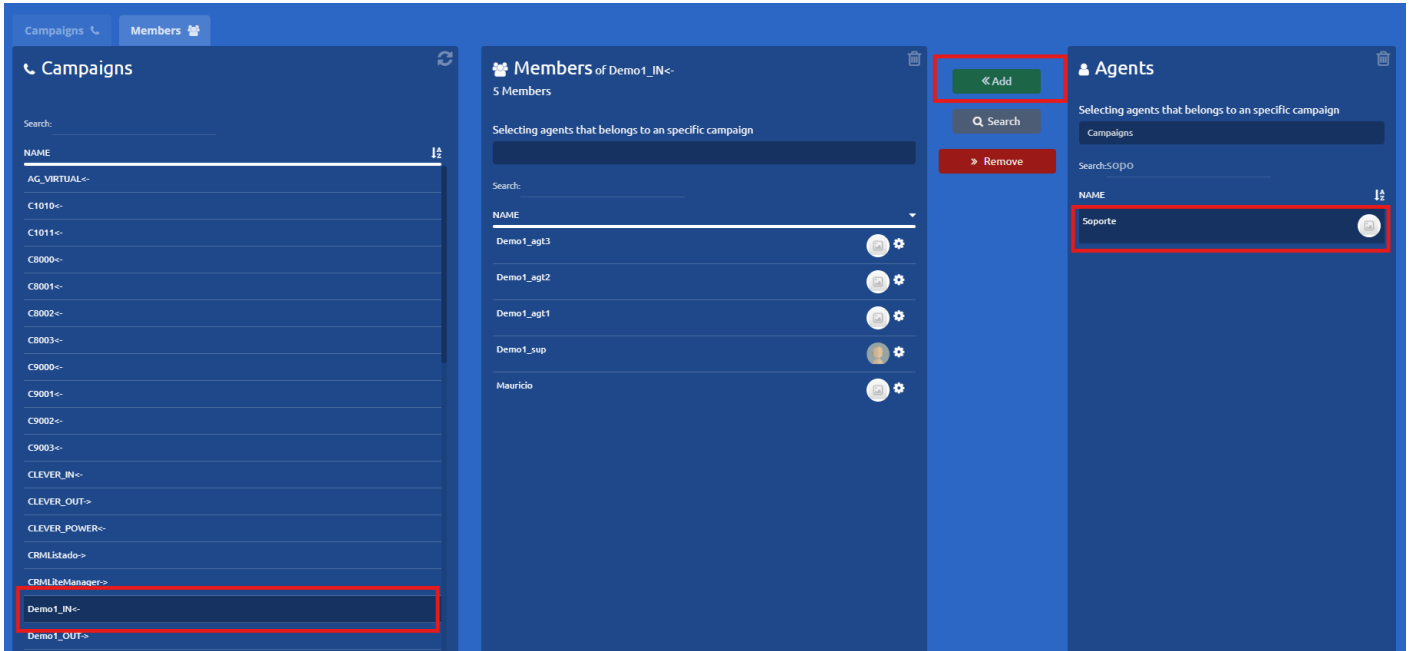 Campaigns
Members
Campaigns
Search:
NAME
AG_VIRTUAL<-
C1010<-
C1011<-
C8000<-
C8001<-
C8002<-
C8003<-
C9000<-
C9001<-
C9002<-
C9003<-
CLEVER_IN<-
CLEVER_OUT->
CLEVER_POWER<-
CRMListado->
CRMLiteManager->
Demo1_IN<-
Demo1_OUT->
Members of Demo1_IN<-
5 Members
Selecting agents that belongs to an specific campaign
Search:
NAME
Demo1_agt3
Demo1_agt2
Demo1_agt1
Demo1_sup
Mauricio
Add
Search
Remove
Agents
Selecting agents that belongs to an specific campaign
Campaigns
Search:sopo
NAME
Soporte